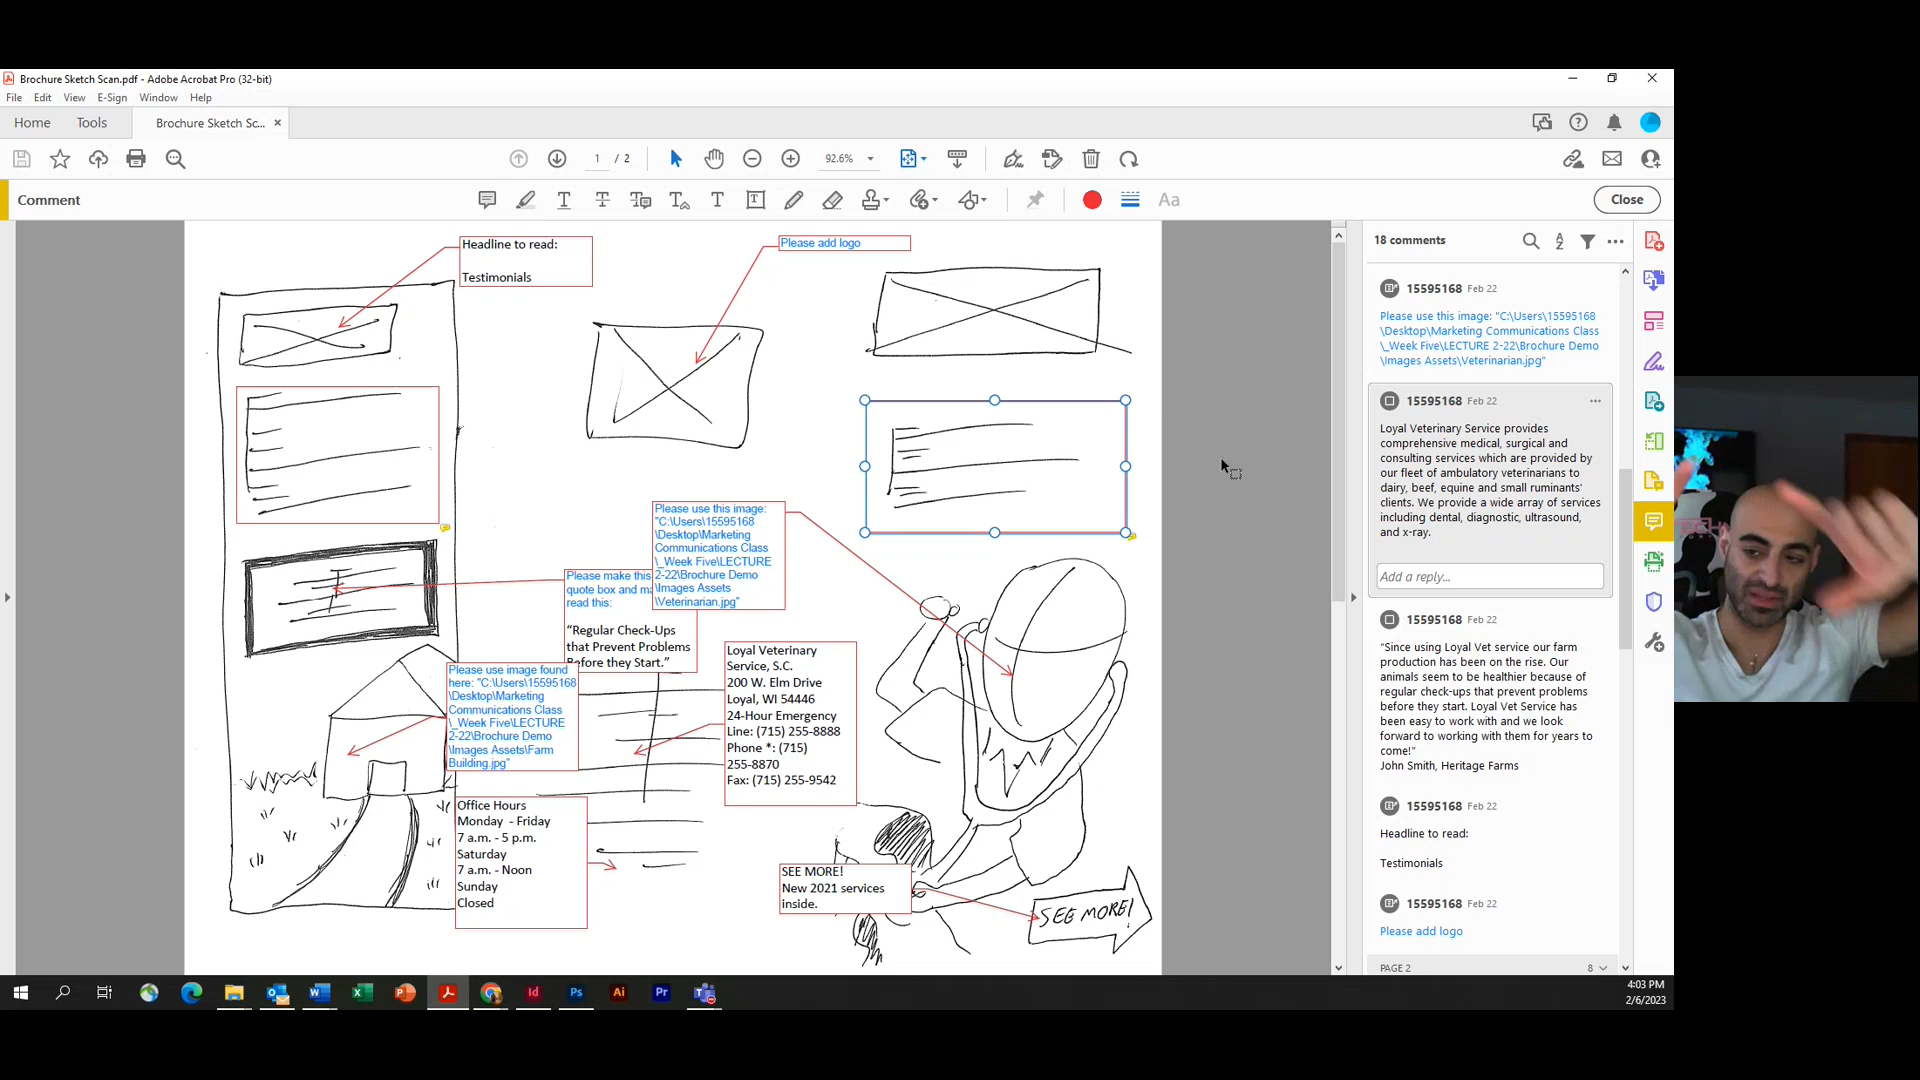 Brochure Sketch Scan.pdf - Adobe Acrobat Pro (32-bit)
File Edit View E-Sign Window Help
Home Tools Brochure Sketch Sc... ×
1 / 2 92.6%
Comment
Close
Headline to read:
Testimonials
Please add logo
Please use this image:
"C:\Users\15595168
\Desktop\Marketing
Communications Class
\_Week Five\LECTURE
2-22\Brochure Demo
\Images Assets
\Veterinarian.jpg"
Please make this
quote box and
read this:
“Regular Check-Ups
that Prevent Problems
Before they Start.”
Please use image found
here: "C:\Users\15595168
\Desktop\Marketing
Communications Class
\_Week Five\LECTURE
2-22\Brochure Demo
\Images Assets\Farm
Building.jpg"
Loyal Veterinary
Service, S.C.
200 W. Elm Drive
Loyal, WI 54446
24-Hour Emergency
Line: (715) 255-8888
Phone *: (715)
255-8870
Fax: (715) 255-9542
Office Hours
Monday - Friday
7 a.m. - 5 p.m.
Saturday
7 a.m. - Noon
Sunday
Closed
SEE MORE!
New 2021 services
inside.
SEE MORE!
18 comments
15595168 Feb 22
Please use this image: "C:\Users\15595168
\Desktop\Marketing Communications Class
\_Week Five\LECTURE 2-22\Brochure Demo
\Images Assets\Veterinarian.jpg"
15595168 Feb 22
Loyal Veterinary Service provides
comprehensive medical, surgical and
consulting services which are provided by
our fleet of ambulatory veterinarians to
dairy, beef, equine and small ruminants’
clients. We provide a wide array of services
including dental, diagnostic, ultrasound,
and x-ray.
Add a reply...
15595168 Feb 22
“Since using Loyal Vet service our farm
production has been on the rise. Our
animals seem to be healthier because of
regular check-ups that prevent problems
before they start. Loyal Vet Service has
been easy to work with and we look
forward to working with them for years to
come!”
John Smith, Heritage Farms
15595168 Feb 22
Headline to read:
Testimonials
15595168 Feb 22
Please add logo
PAGE 2 8
4:03 PM
2/6/2023